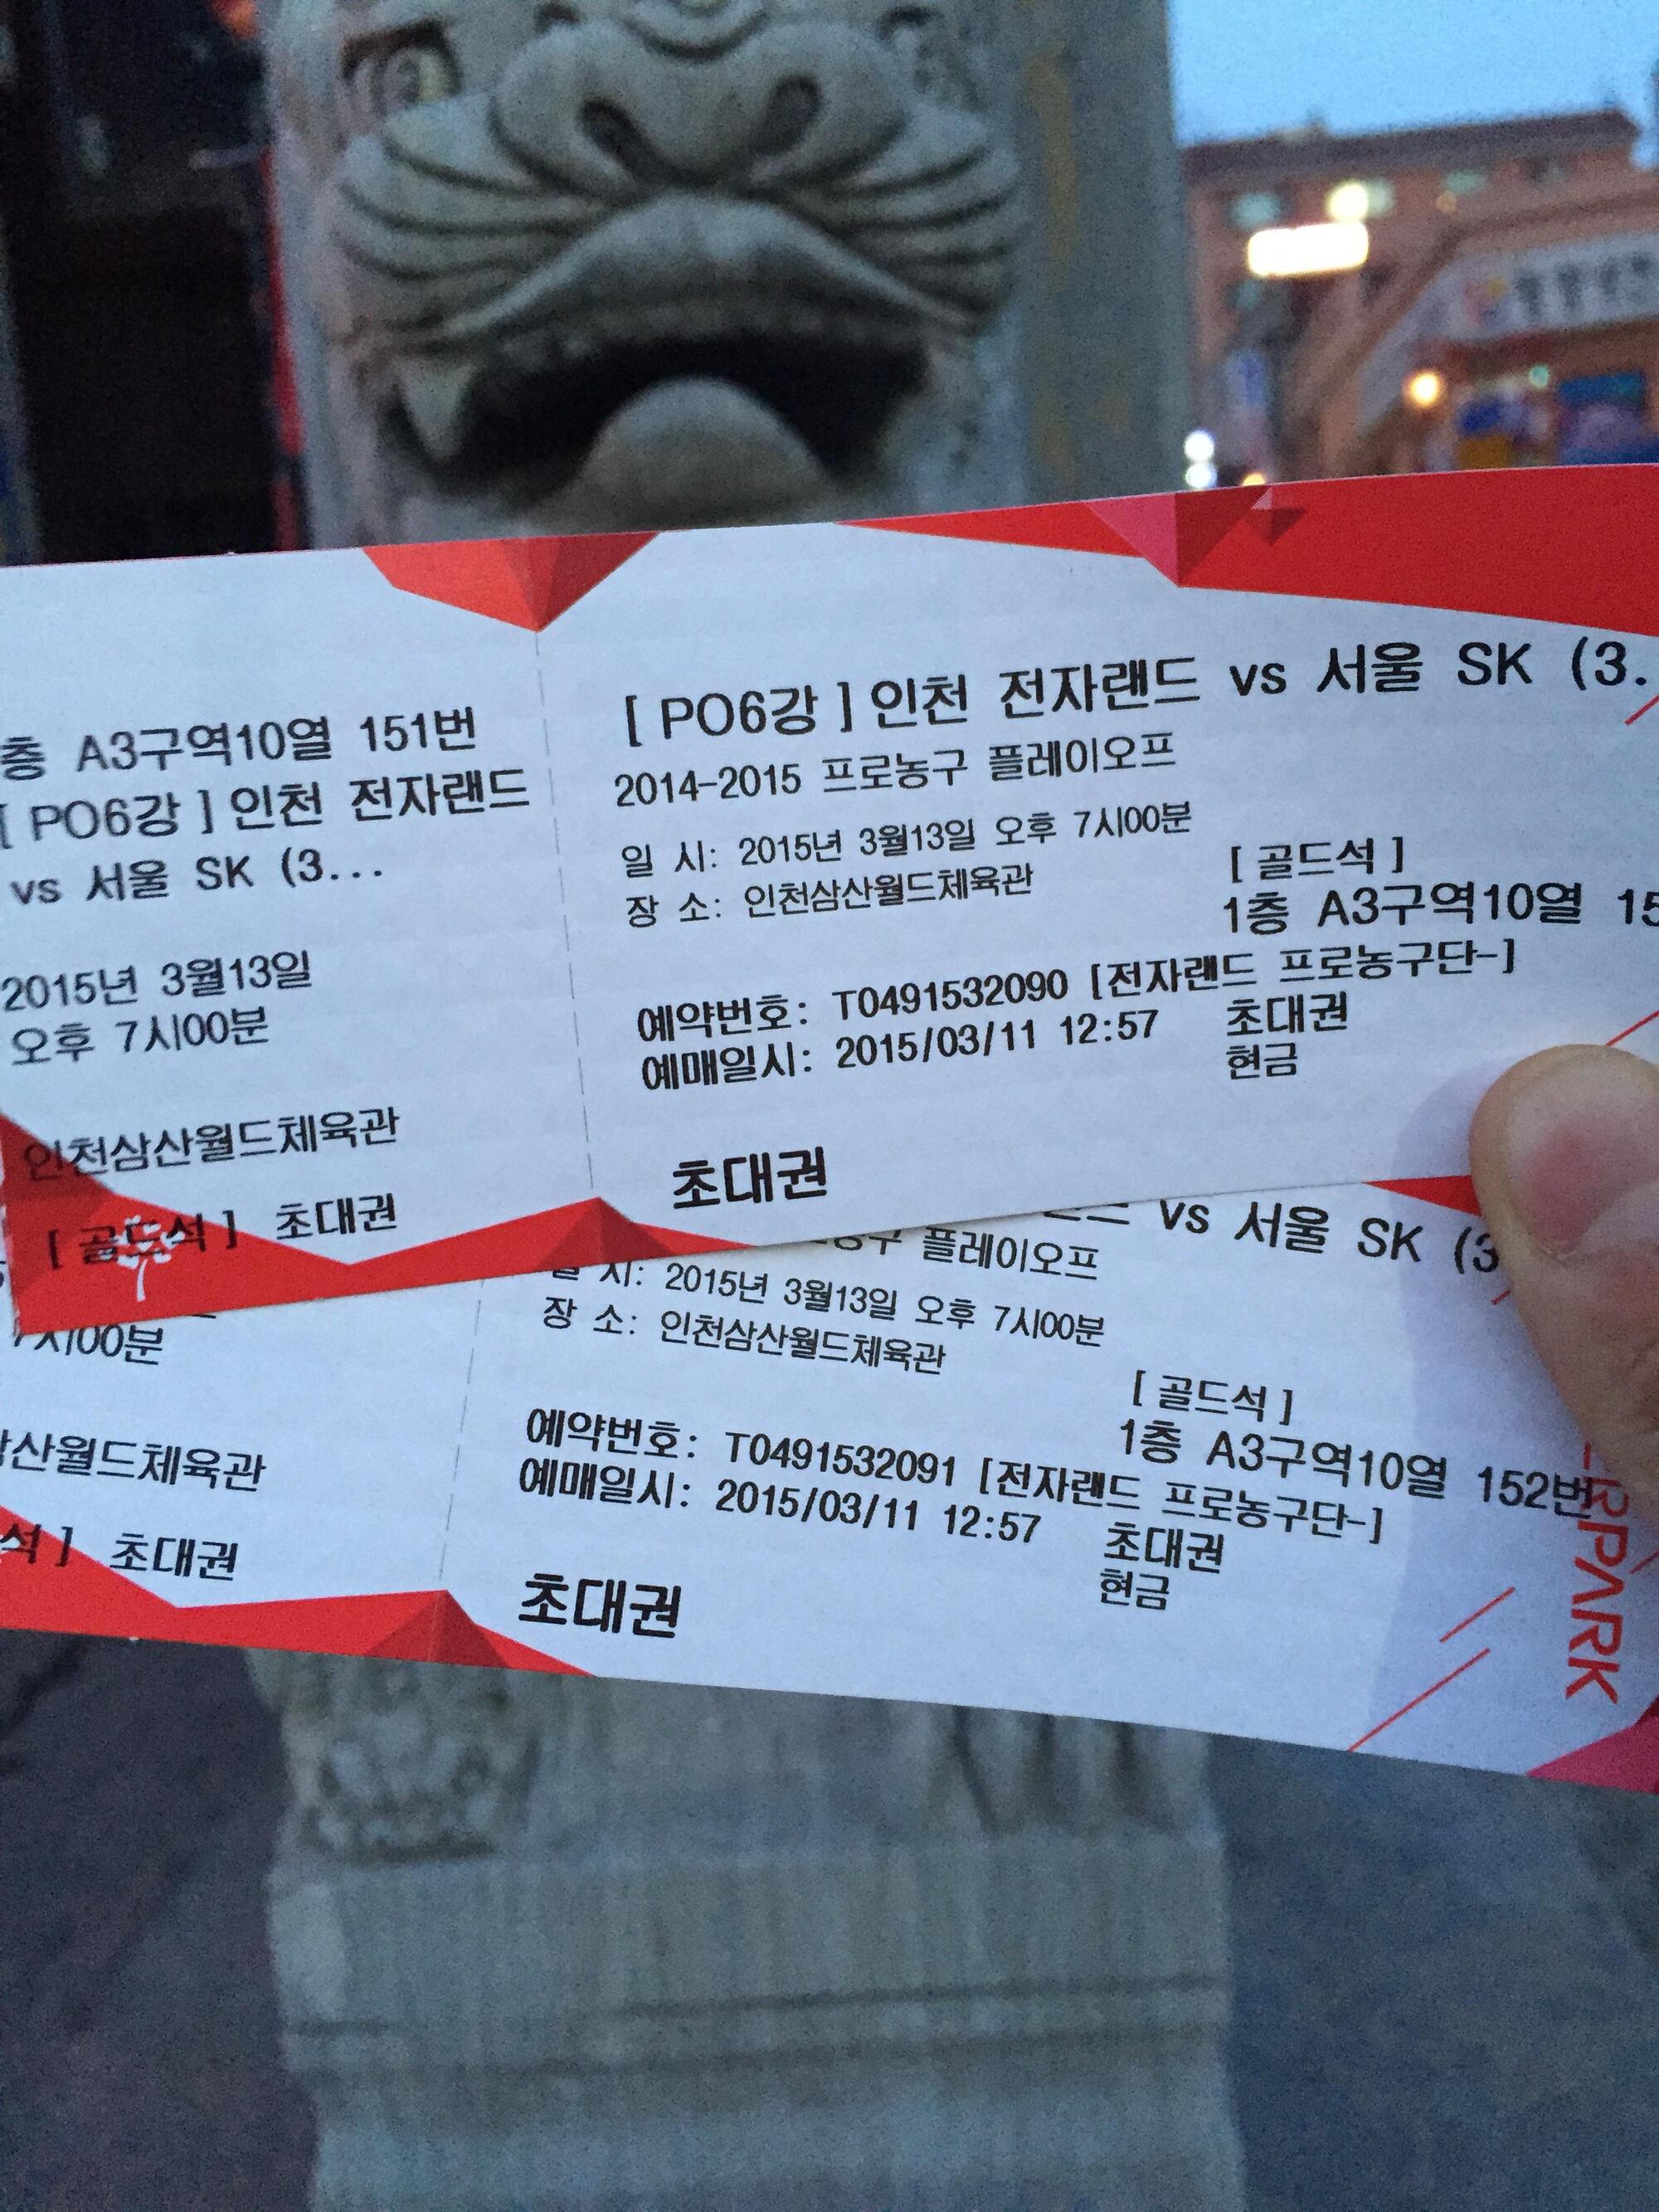 층 A3구역10열 151번
[ PO6강 ] 인천 전자랜드
vs 서울 SK (3...
2015년 3월13일
오후 7시00분
인천삼산월드체육관
[ 골드석 ] 초대권
[ PO6강 ] 인천 전자랜드 vs 서울 SK (3.
2014-2015 프로농구 플레이오프
일 시: 2015년 3월13일 오후 7시00분
장 소: 인천삼산월드체육관
[ 골드석 ]
1층 A3구역10열 15
예약번호: T0491532090 [전자랜드 프로농구단-]
예매일시: 2015/03/11 12:57 초대권
현금
초대권
7시00분
삼산월드체육관
석 ] 초대권
vs 서울 SK (3
플레이오프
일 시: 2015년 3월13일 오후 7시00분
장 소: 인천삼산월드체육관
[ 골드석 ]
1층 A3구역10열 152번
예약번호: T0491532091 [전자랜드 프로농구단-]
예매일시: 2015/03/11 12:57 초대권
현금
초대권
RPARK